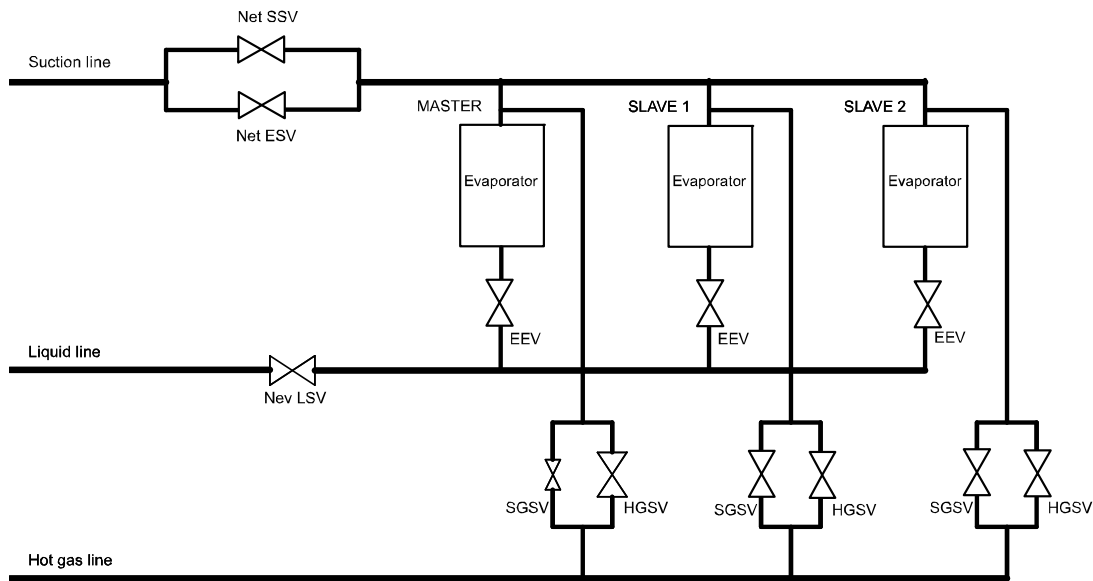 Net SSV
Suction line
Net ESV
MASTER
SLAVE 1
SLAVE 2
Evaporator
Evaporator
Evaporator
EEV
EEV
EEV
Liquid line
Nev LSV
SGSV
HGSV
SGSV
HGSV
SGSV
HGSV
Hot gas line